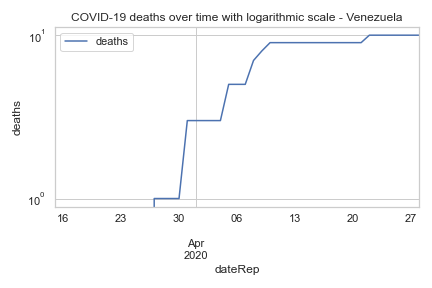 COVID-19 deaths over time with logarithmic scale - Venezuela
10¹
deaths
deaths
10⁰
16 23 30 06 13 20 27
Apr
2020
dateRep